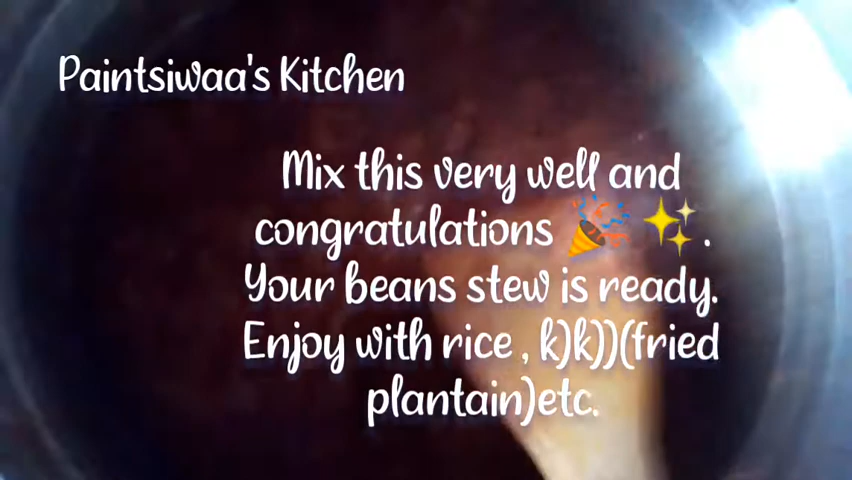 Paintsiwaa's Kitchen
Mix this very well and
congratulations 🎉 ✨ .
Your beans stew is ready.
Enjoy with rice , k)k))(fried
plantain)etc.